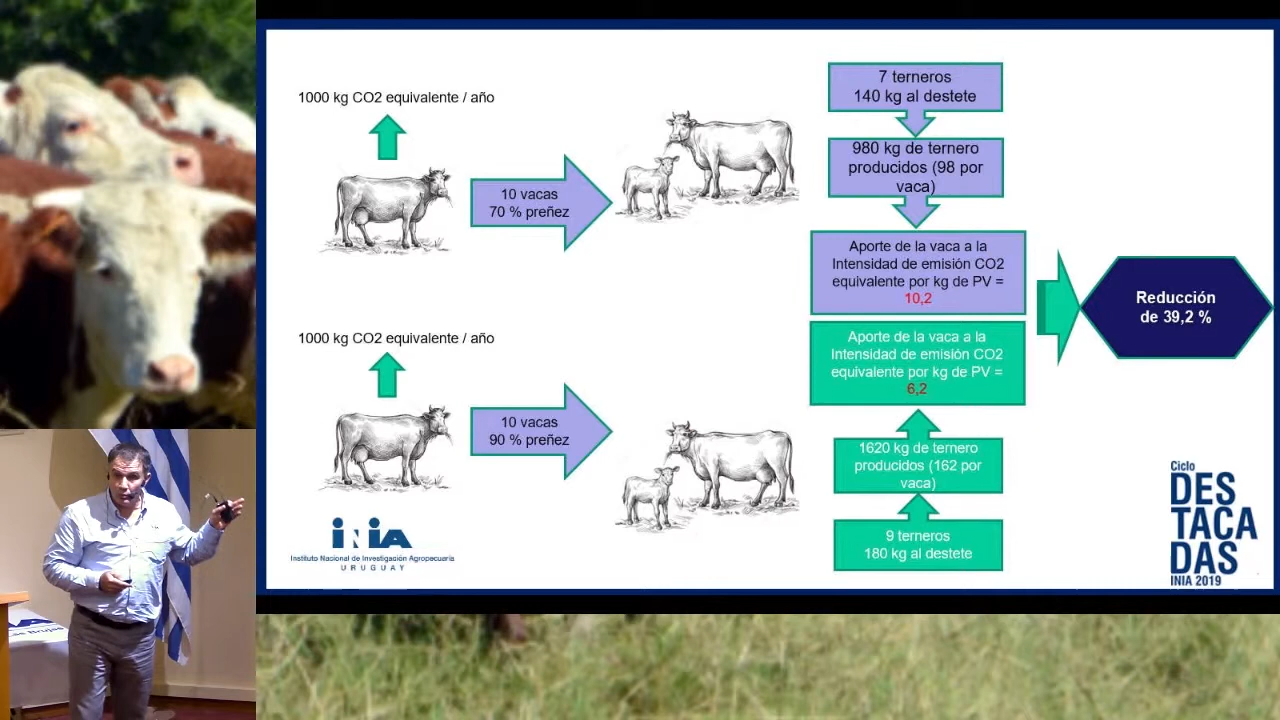 1000 kg CO2 equivalente / año
10 vacas
70 % preñez
7 terneros
140 kg al destete
980 kg de ternero
producidos (98 por
vaca)
Aporte de la vaca a la
Intensidad de emisión CO2
equivalente por kg de PV =
10,2
Reducción
de 39,2 %
1000 kg CO2 equivalente / año
10 vacas
90 % preñez
Aporte de la vaca a la
Intensidad de emisión CO2
equivalente por kg de PV =
6,2
1620 kg de ternero
producidos (162 por
vaca)
9 terneros
180 kg al destete
INIA
Instituto Nacional de Investigación Agropecuaria
URUGUAY
Ciclo
DES
TACA
DAS
INIA 2019